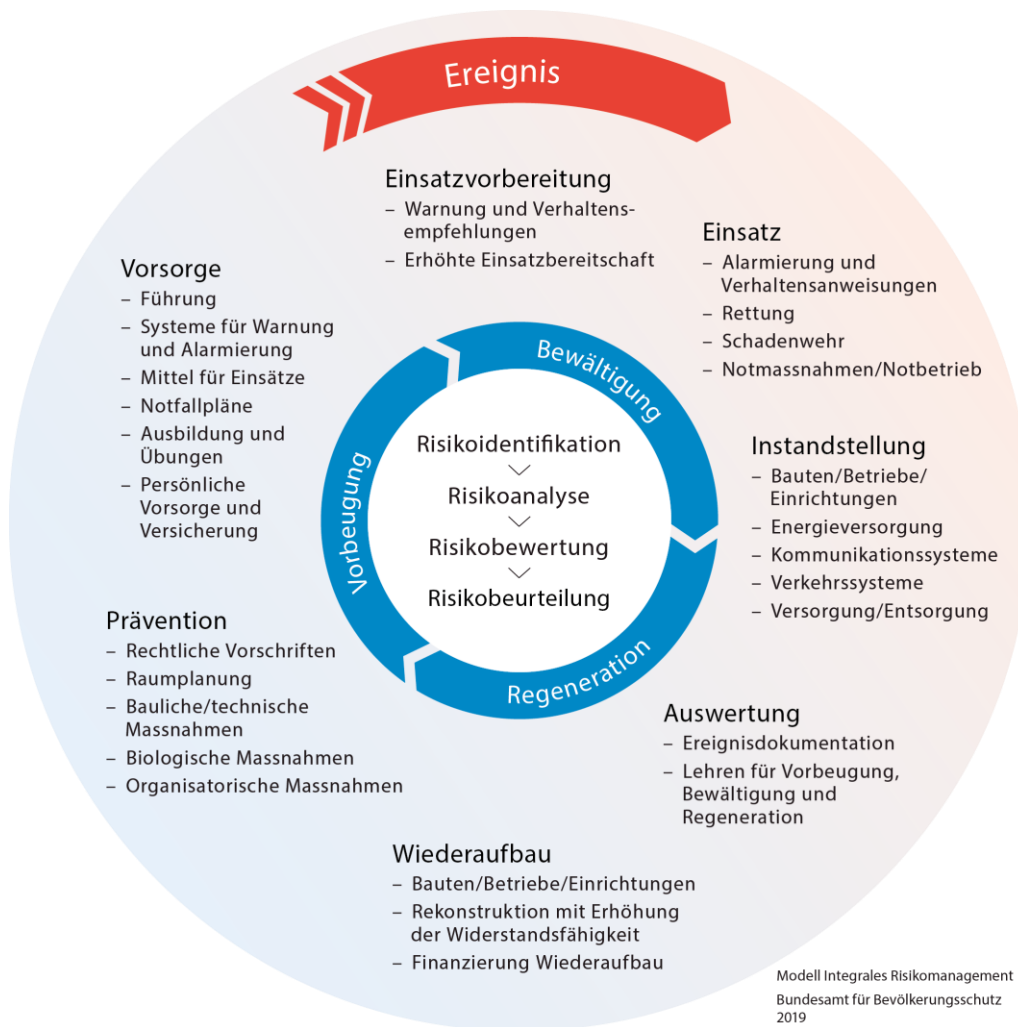 Ereignis
Einsatzvorbereitung
– Warnung und Verhaltens-
empfehlungen
– Erhöhte Einsatzbereitschaft
Einsatz
– Alarmierung und
Verhaltensanweisungen
– Rettung
– Schadenwehr
– Notmassnahmen/Notbetrieb
Instandstellung
– Bauten/Betriebe/
Einrichtungen
– Energieversorgung
– Kommunikationssysteme
– Verkehrssysteme
– Versorgung/Entsorgung
Auswertung
– Ereignisdokumentation
– Lehren für Vorbeugung,
Bewältigung und
Regeneration
Wiederaufbau
– Bauten/Betriebe/Einrichtungen
– Rekonstruktion mit Erhöhung
der Widerstandsfähigkeit
– Finanzierung Wiederaufbau
Prävention
– Rechtliche Vorschriften
– Raumplanung
– Bauliche/technische
Massnahmen
– Biologische Massnahmen
– Organisatorische Massnahmen
Vorsorge
– Führung
– Systeme für Warnung
und Alarmierung
– Mittel für Einsätze
– Notfallpläne
– Ausbildung und
Übungen
– Persönliche
Vorsorge und
Versicherung
Bewältigung
Regeneration
Vorbeugung
Risikoidentifikation
Risikoanalyse
Risikobewertung
Risikobeurteilung
Modell Integrales Risikomanagement
Bundesamt für Bevölkerungsschutz
2019